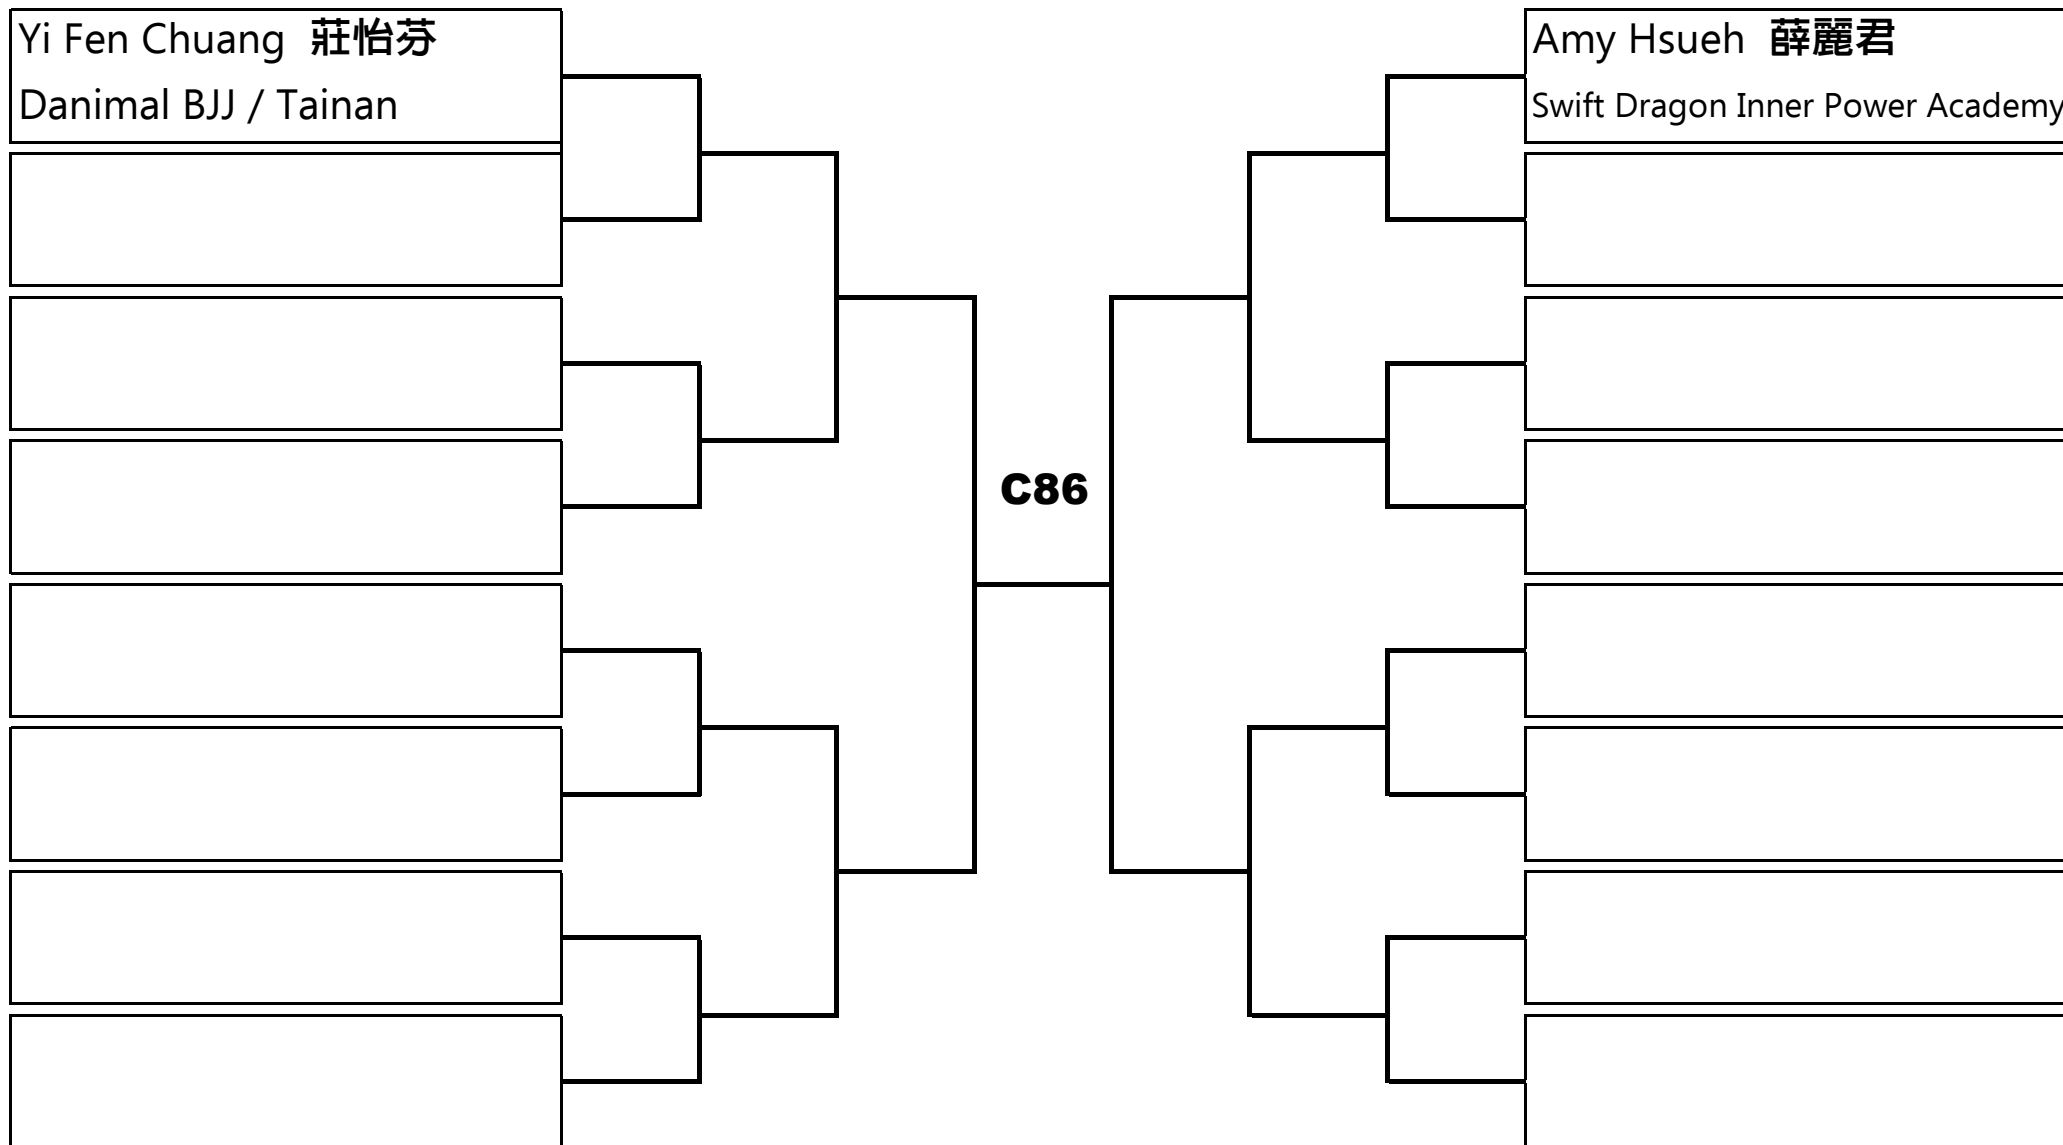 Yi Fen Chuang 莊怡芬
Danimal BJJ / Tainan
Amy Hsueh 薛麗君
Swift Dragon Inner Power Academy
C86